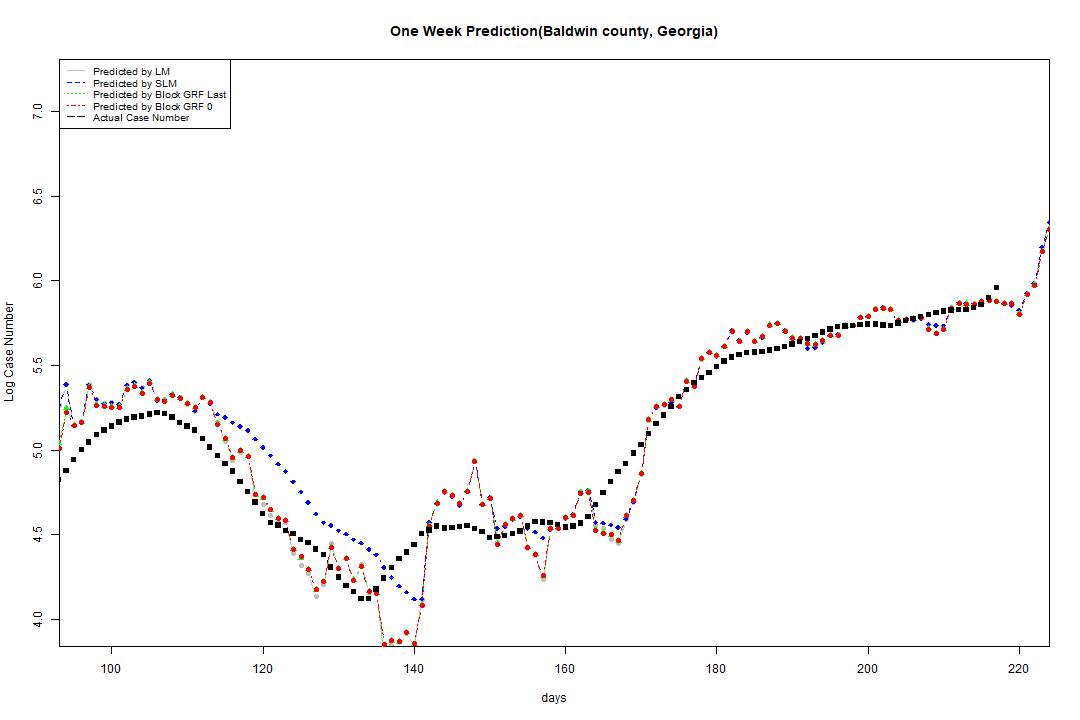 One Week Prediction(Baldwin county, Georgia)
Predicted by LM
Predicted by SLM
Predicted by Block GRF Last
Predicted by Block GRF 0
Actual Case Number
7.0
6.5
6.0
5.5
5.0
4.5
4.0
Log Case Number
100 120 140 160 180 200 220
days